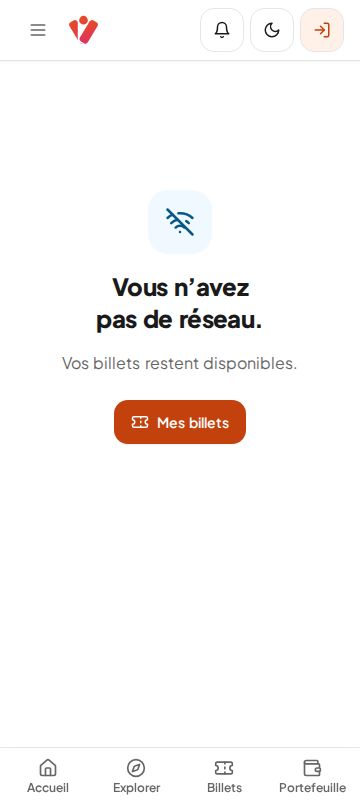 Vous n’avez
pas de réseau.
Vos billets restent disponibles.
Mes billets
Accueil
Explorer
Billets
Portefeuille